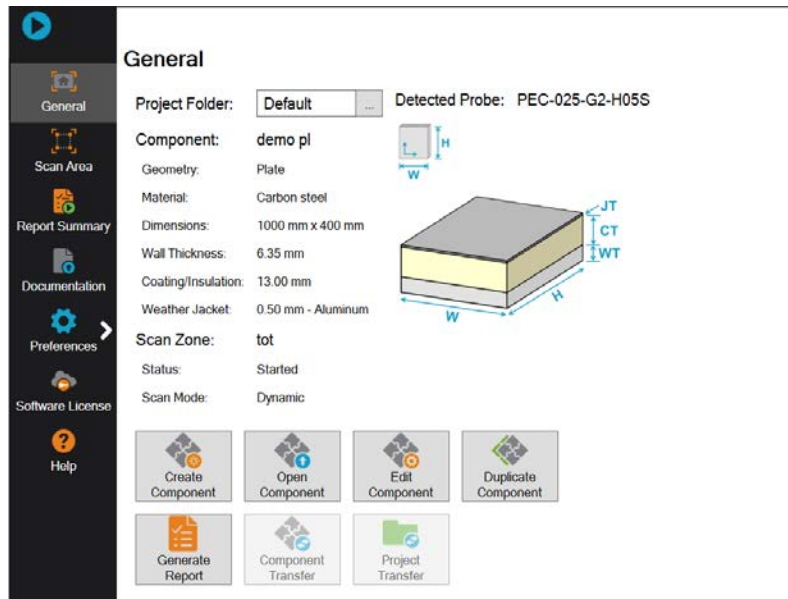 General
Scan Area
Report Summary
Documentation
Preferences
Software License
Help
General
Project Folder: Default ... Detected Probe: PEC-025-G2-H05S
Component: demo pl
Geometry: Plate
Material: Carbon steel
Dimensions: 1000 mm x 400 mm
Wall Thickness: 6.35 mm
Coating/Insulation: 13.00 mm
Weather Jacket: 0.50 mm - Aluminum
Scan Zone: tot
Status: Started
Scan Mode: Dynamic
H
W
JT
CT
WT
W
H
Create
Component
Open
Component
Edit
Component
Duplicate
Component
Generate
Report
Component
Transfer
Project
Transfer